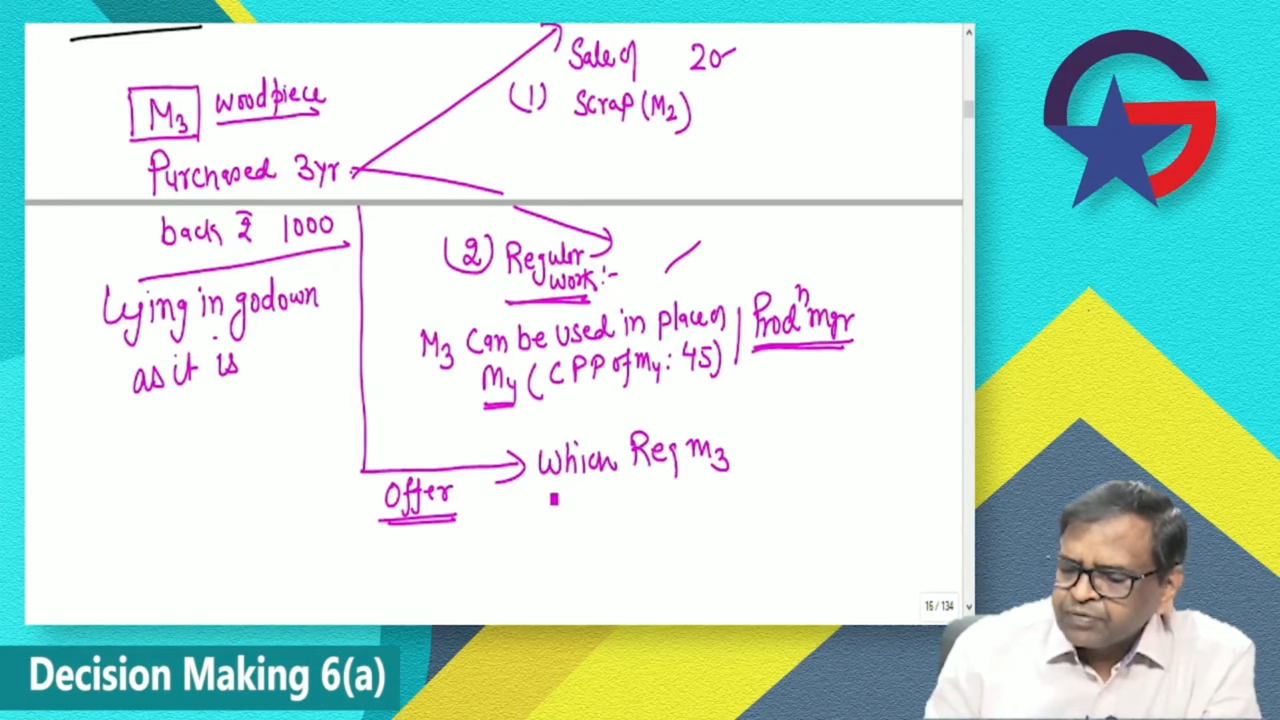 Sale of 20
(1) Scrap (M2)
M3 woodpiece
Purchased 3yr
back ₹ 1000
Lying in godown
as it is
(2) Regular
work:-
M3 Can be used in place of
My (CPP of My: 45)
Prodn mgr
Offer
Which Req M3
16 / 134
Decision Making 6(a)
G